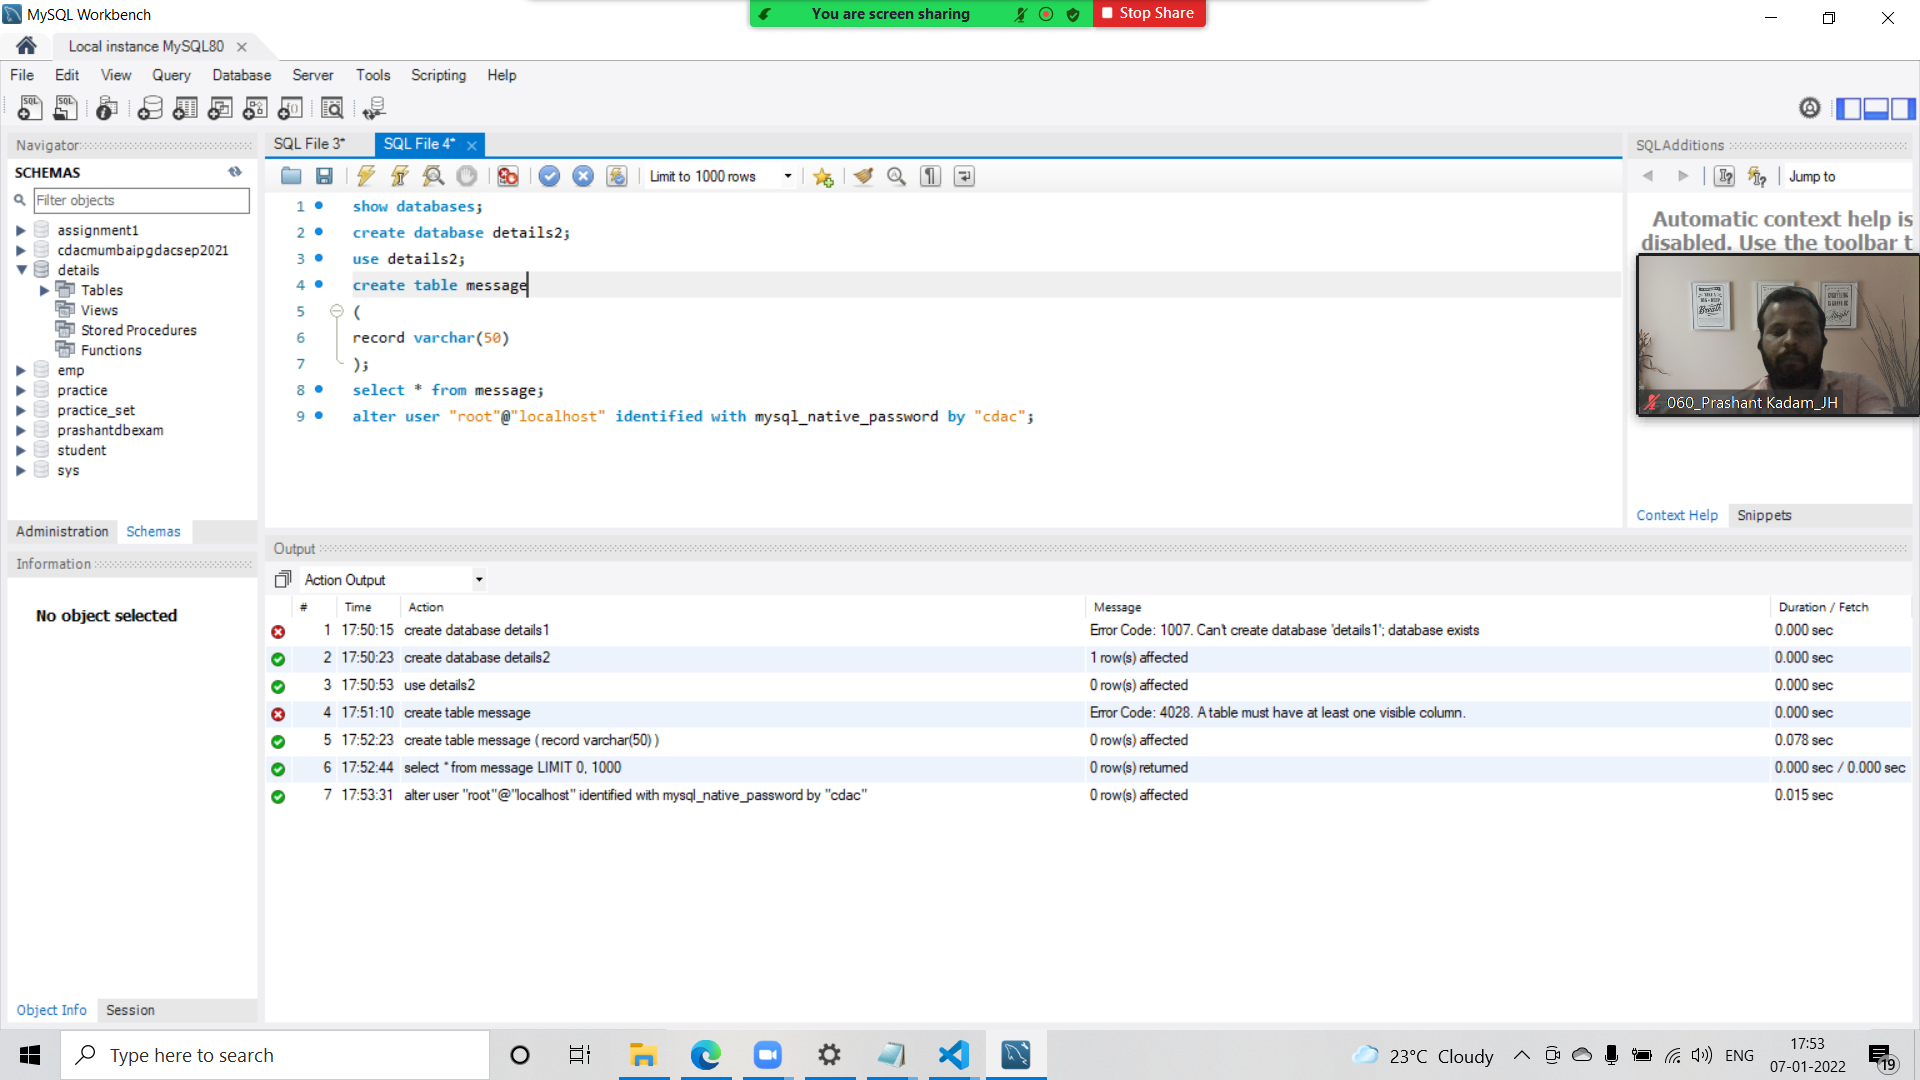 MySQL Workbench
You are screen sharing
Stop Share
Local instance MySQL80
File Edit View Query Database Server Tools Scripting Help
Navigator
SCHEMAS
Filter objects
assignment1
cdacmumbaipgdacsep2021
details
Tables
Views
Stored Procedures
Functions
emp
practice
practice_set
prashantdbexam
student
sys
Administration Schemas
Information
No object selected
Object Info Session
SQL File 3* SQL File 4*
Limit to 1000 rows
1 show databases;
2 create database details2;
3 use details2;
4 create table message
5 (
6 record varchar(50)
7 );
8 select * from message;
9 alter user "root"@"localhost" identified with mysql_native_password by "cdac";
SQLAdditions
Jump to
Automatic context help is
disabled. Use the toolbar t
Breath
060_Prashant Kadam_JH
Context Help Snippets
Output
Action Output
# Time Action Message Duration / Fetch
1 17:50:15 create database details1 Error Code: 1007. Can't create database 'details1'; database exists 0.000 sec
2 17:50:23 create database details2 1 row(s) affected 0.000 sec
3 17:50:53 use details2 0 row(s) affected 0.000 sec
4 17:51:10 create table message Error Code: 4028. A table must have at least one visible column. 0.000 sec
5 17:52:23 create table message ( record varchar(50) ) 0 row(s) affected 0.078 sec
6 17:52:44 select * from message LIMIT 0, 1000 0 row(s) returned 0.000 sec / 0.000 sec
7 17:53:31 alter user "root"@"localhost" identified with mysql_native_password by "cdac" 0 row(s) affected 0.015 sec
Type here to search
23°C Cloudy
ENG
17:53
07-01-2022
19